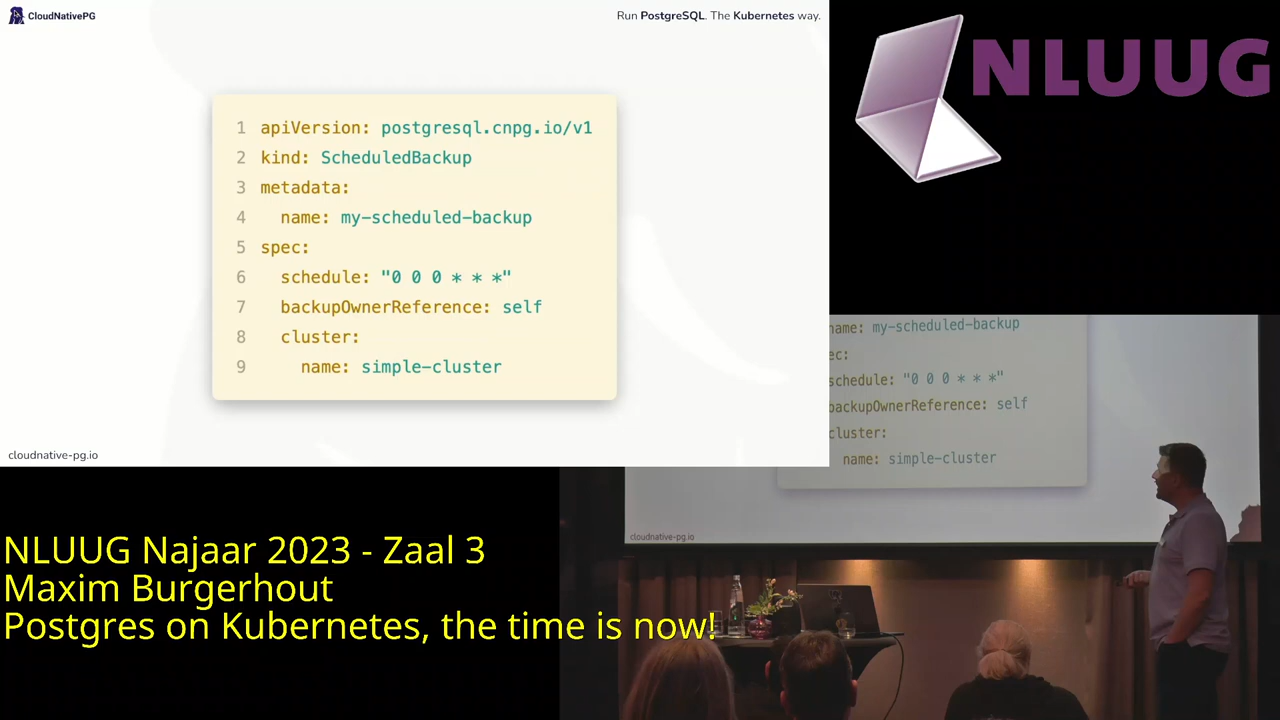 CloudNativePG
Run PostgreSQL. The Kubernetes way.
1 apiVersion: postgresql.cnpg.io/v1
2 kind: ScheduledBackup
3 metadata:
4   name: my-scheduled-backup
5 spec:
6   schedule: "0 0 0 * * *"
7   backupOwnerReference: self
8   cluster:
9     name: simple-cluster
cloudnative-pg.io
NLUUG
name: my-scheduled-backup
ec:
schedule: "0 0 0 * * *"
backupOwnerReference: self
cluster:
name: simple-cluster
cloudnative-pg.io
NLUUG Najaar 2023 - Zaal 3
Maxim Burgerhout
Postgres on Kubernetes, the time is now!